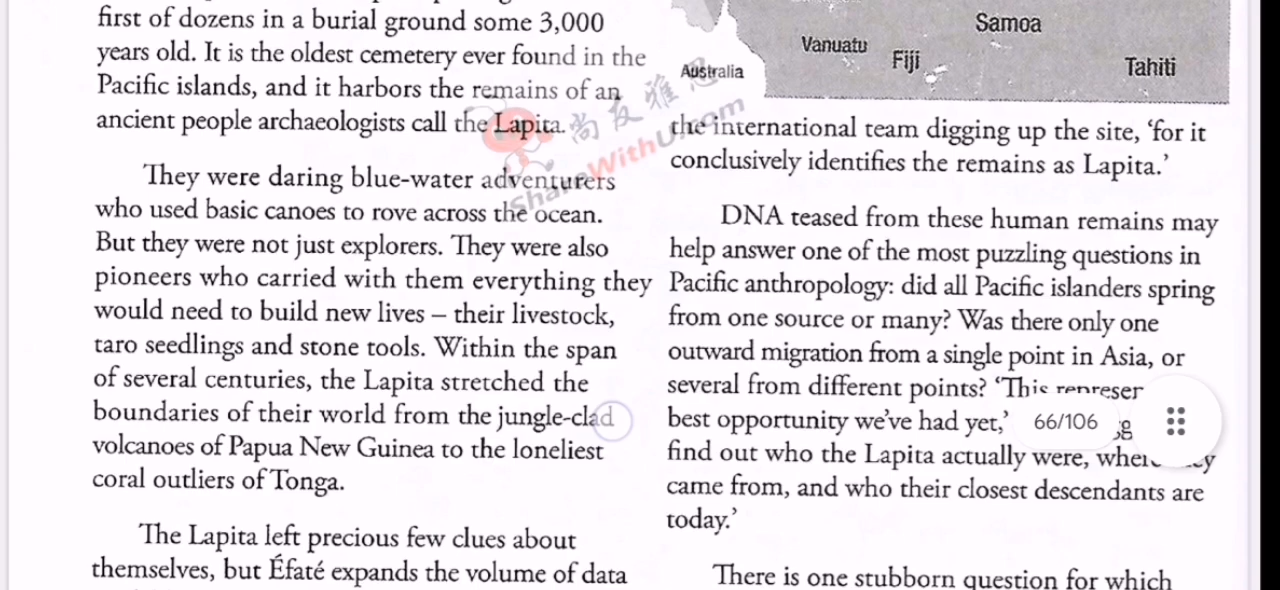 first of dozens in a burial ground some 3,000
years old. It is the oldest cemetery ever found in the
Pacific islands, and it harbors the remains of an
ancient people archaeologists call the Lapita.
They were daring blue-water adventurers
who used basic canoes to rove across the ocean.
But they were not just explorers. They were also
pioneers who carried with them everything they
would need to build new lives – their livestock,
taro seedlings and stone tools. Within the span
of several centuries, the Lapita stretched the
boundaries of their world from the jungle-clad
volcanoes of Papua New Guinea to the loneliest
coral outliers of Tonga.
The Lapita left precious few clues about
themselves, but Éfaté expands the volume of data
Samoa
Vanuatu
Fiji
Australia
Tahiti
尚友雅思
ShareWithU.com
the international team digging up the site, ‘for it
conclusively identifies the remains as Lapita.’
DNA teased from these human remains may
help answer one of the most puzzling questions in
Pacific anthropology: did all Pacific islanders spring
from one source or many? Was there only one
outward migration from a single point in Asia, or
several from different points? ‘This
best opportunity we’ve had yet,’
66/106
find out who the Lapita actually were,
came from, and who their closest descendants are
today.’
There is one stubborn question for which